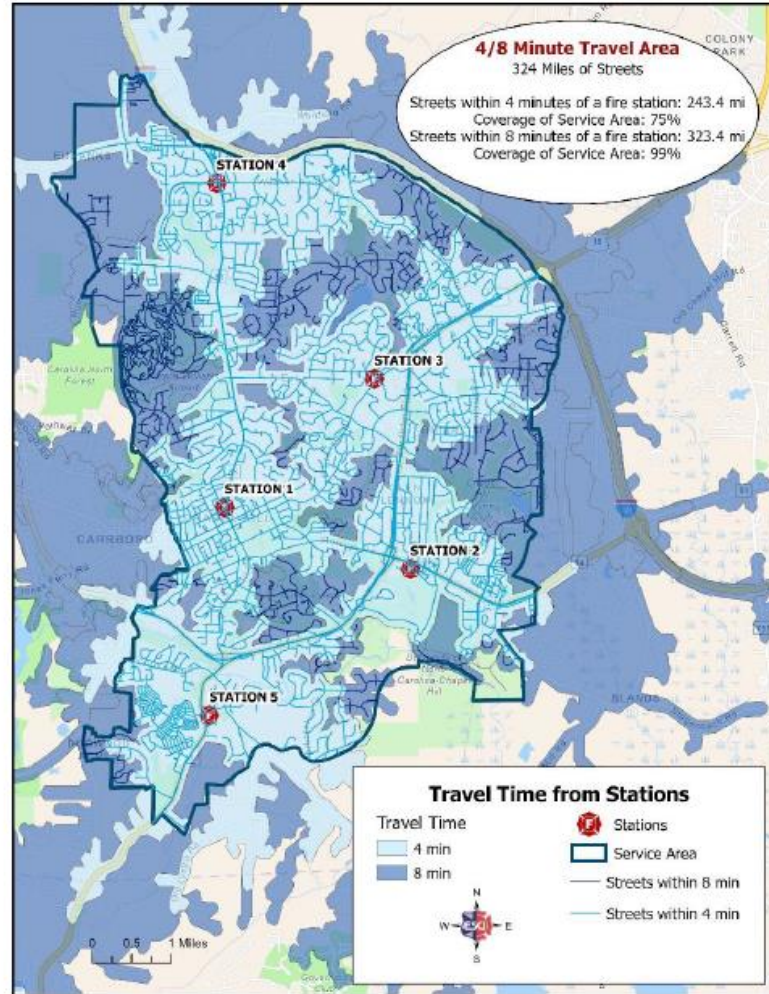 COLONY
PARK
4/8 Minute Travel Area
324 Miles of Streets
Streets within 4 minutes of a fire station: 243.4 mi
Coverage of Service Area: 75%
Streets within 8 minutes of a fire station: 323.4 mi
Coverage of Service Area: 99%
STATION 4
STATION 3
STATION 1
CARRBORO
STATION 2
STATION 5
Travel Time from Stations
Travel Time
4 min
8 min
Stations
Service Area
Streets within 8 min
Streets within 4 min
N
W
E
S
0 0.5 1 Miles